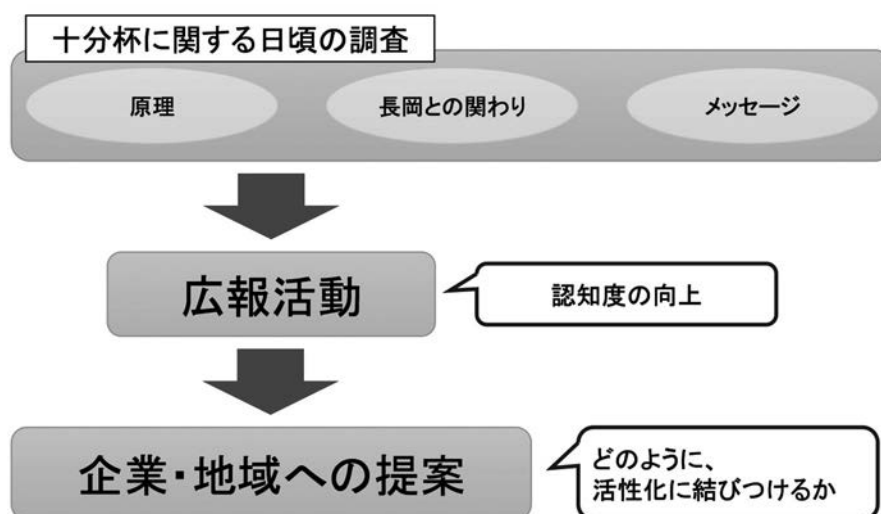 十分杯に関する日頃の調査
原理
長岡との関わり
メッセージ
広報活動
認知度の向上
企業・地域への提案
どのように、
活性化に結びつけるか